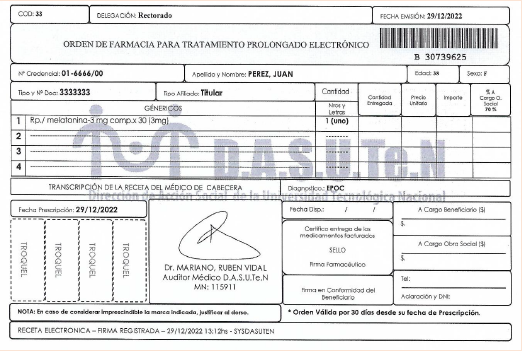 COD: 33
DELEGACIÓN: Rectorado
FECHA EMISIÓN: 29/12/2022
ORDEN DE FARMACIA PARA TRATAMIENTO PROLONGADO ELECTRÓNICO
B 30739625
Nº Credencial: 01-6666/00
Apellido y Nombre: PEREZ, JUAN
Edad: 38
Sexo: F
Tipo y Nº Doc: 3333333
Tipo Afiliado: Titular
Cantidad
Cantidad Entregada
Precio Unitario
Importe
% A Cargo O. Social 70 %
GÉNERICOS
Nros y Letras
1 Rp./ melatonina-3 mg comp.x 30 (3mg)
1 (uno)
2
3
4
D.A.S.U.Te.N
TRANSCRIPCIÓN DE LA RECETA DEL MÉDICO DE CABECERA
Diagnostico: EPOC
Dirección de Acción Social de la Universidad Tecnológica Nacional
Fecha Prescripción: 29/12/2022
Fecha Disp.: / /
A Cargo Beneficiario ($)
$.
TROQUEL
TROQUEL
TROQUEL
TROQUEL
Certifico entrega de los
medicamentos facturados
SELLO
Firma Farmacéutico
A Cargo Obra Social ($)
$.
Dr. MARIANO, RUBEN VIDAL
Auditor Médico D.A.S.U.Te.N
MN: 115911
Firma en Conformidad del
Beneficiario
Tel:
Aclaración y DNI:
NOTA: En caso de considerar imprescindible la marca indicada, justificar al dorso.
* Orden Válida por 30 días desde su fecha de Prescripción.
RECETA ELECTRONICA – FIRMA REGISTRADA – 29/12/2022 13:12hs - SYSDASUTEN